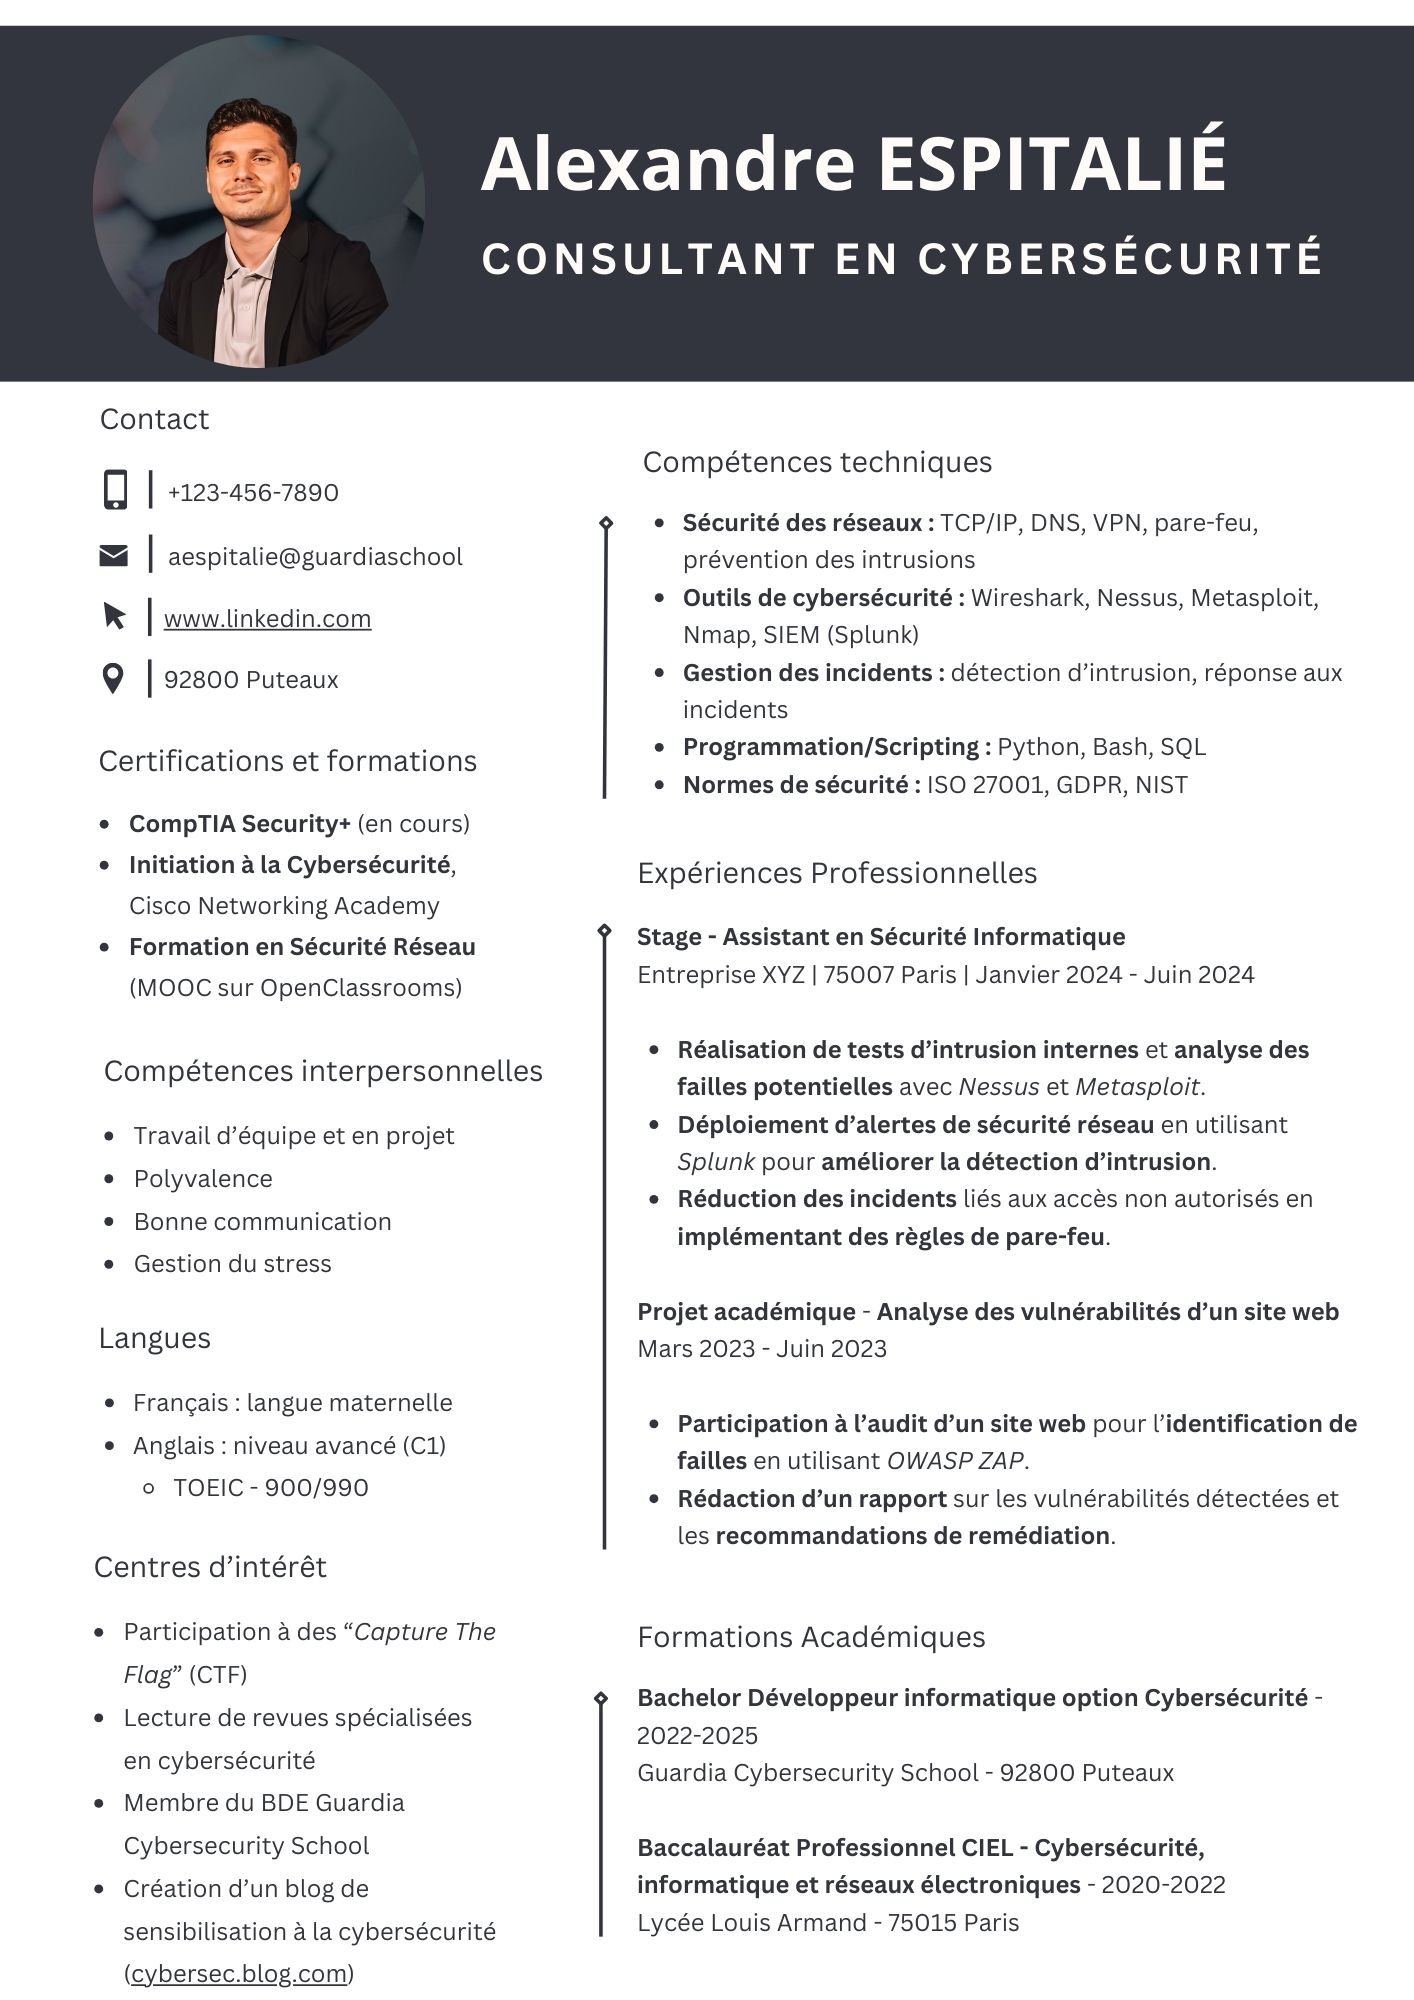 Alexandre ESPITALIÉ
CONSULTANT EN CYBERSÉCURITÉ
Contact
+123-456-7890
aespitalie@guardiaschool
www.linkedin.com
92800 Puteaux
Certifications et formations
• CompTIA Security+ (en cours)
• Initiation à la Cybersécurité,
Cisco Networking Academy
• Formation en Sécurité Réseau
(MOOC sur OpenClassrooms)
Compétences interpersonnelles
• Travail d’équipe et en projet
• Polyvalence
• Bonne communication
• Gestion du stress
Langues
• Français : langue maternelle
• Anglais : niveau avancé (C1)
◦ TOEIC - 900/990
Centres d’intérêt
• Participation à des “Capture The
Flag” (CTF)
• Lecture de revues spécialisées
en cybersécurité
• Membre du BDE Guardia
Cybersecurity School
• Création d’un blog de
sensibilisation à la cybersécurité
(cybersec.blog.com)
Compétences techniques
• Sécurité des réseaux : TCP/IP, DNS, VPN, pare-feu,
prévention des intrusions
• Outils de cybersécurité : Wireshark, Nessus, Metasploit,
Nmap, SIEM (Splunk)
• Gestion des incidents : détection d’intrusion, réponse aux
incidents
• Programmation/Scripting : Python, Bash, SQL
• Normes de sécurité : ISO 27001, GDPR, NIST
Expériences Professionnelles
Stage - Assistant en Sécurité Informatique
Entreprise XYZ | 75007 Paris | Janvier 2024 - Juin 2024
• Réalisation de tests d’intrusion internes et analyse des
failles potentielles avec Nessus et Metasploit.
• Déploiement d’alertes de sécurité réseau en utilisant
Splunk pour améliorer la détection d’intrusion.
• Réduction des incidents liés aux accès non autorisés en
implémentant des règles de pare-feu.
Projet académique - Analyse des vulnérabilités d’un site web
Mars 2023 - Juin 2023
• Participation à l’audit d’un site web pour l’identification de
failles en utilisant OWASP ZAP.
• Rédaction d’un rapport sur les vulnérabilités détectées et
les recommandations de remédiation.
Formations Académiques
Bachelor Développeur informatique option Cybersécurité -
2022-2025
Guardia Cybersecurity School - 92800 Puteaux
Baccalauréat Professionnel CIEL - Cybersécurité,
informatique et réseaux électroniques - 2020-2022
Lycée Louis Armand - 75015 Paris